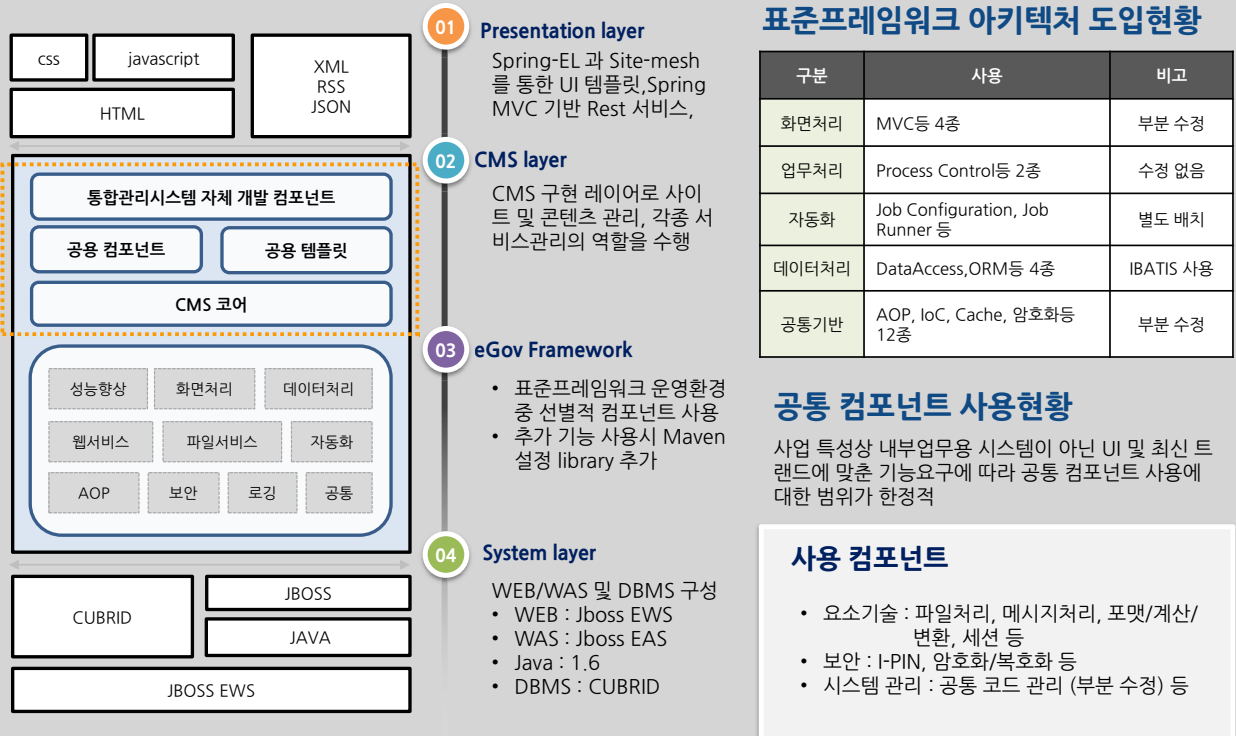 css
javascript
HTML
XML
RSS
JSON
통합관리시스템 자체 개발 컴포넌트
공용 컴포넌트
공용 템플릿
CMS 코어
성능향상
화면처리
데이터처리
웹서비스
파일서비스
자동화
AOP
보안
로깅
공통
CUBRID
JBOSS
JAVA
JBOSS EWS
01
Presentation layer
Spring-EL 과 Site-mesh
를 통한 UI 템플릿,Spring
MVC 기반 Rest 서비스,
02
CMS layer
CMS 구현 레이어로 사이
트 및 콘텐츠 관리, 각종 서
비스관리의 역할을 수행
03
eGov Framework
• 표준프레임워크 운영환경
중 선별적 컴포넌트 사용
• 추가 기능 사용시 Maven
설정 library 추가
04
System layer
WEB/WAS 및 DBMS 구성
• WEB : Jboss EWS
• WAS : Jboss EAS
• Java : 1.6
• DBMS : CUBRID
표준프레임워크 아키텍처 도입현황
구분 사용 비고
화면처리 MVC등 4종 부분 수정
업무처리 Process Control등 2종 수정 없음
자동화 Job Configuration, Job
Runner 등 별도 배치
데이터처리 DataAccess,ORM등 4종 IBATIS 사용
공통기반 AOP, IoC, Cache, 암호화등
12종 부분 수정
공통 컴포넌트 사용현황
사업 특성상 내부업무용 시스템이 아닌 UI 및 최신 트
랜드에 맞춘 기능요구에 따라 공통 컴포넌트 사용에
대한 범위가 한정적
사용 컴포넌트
• 요소기술 : 파일처리, 메시지처리, 포맷/계산/
변환, 세션 등
• 보안 : I-PIN, 암호화/복호화 등
• 시스템 관리 : 공통 코드 관리 (부분 수정) 등